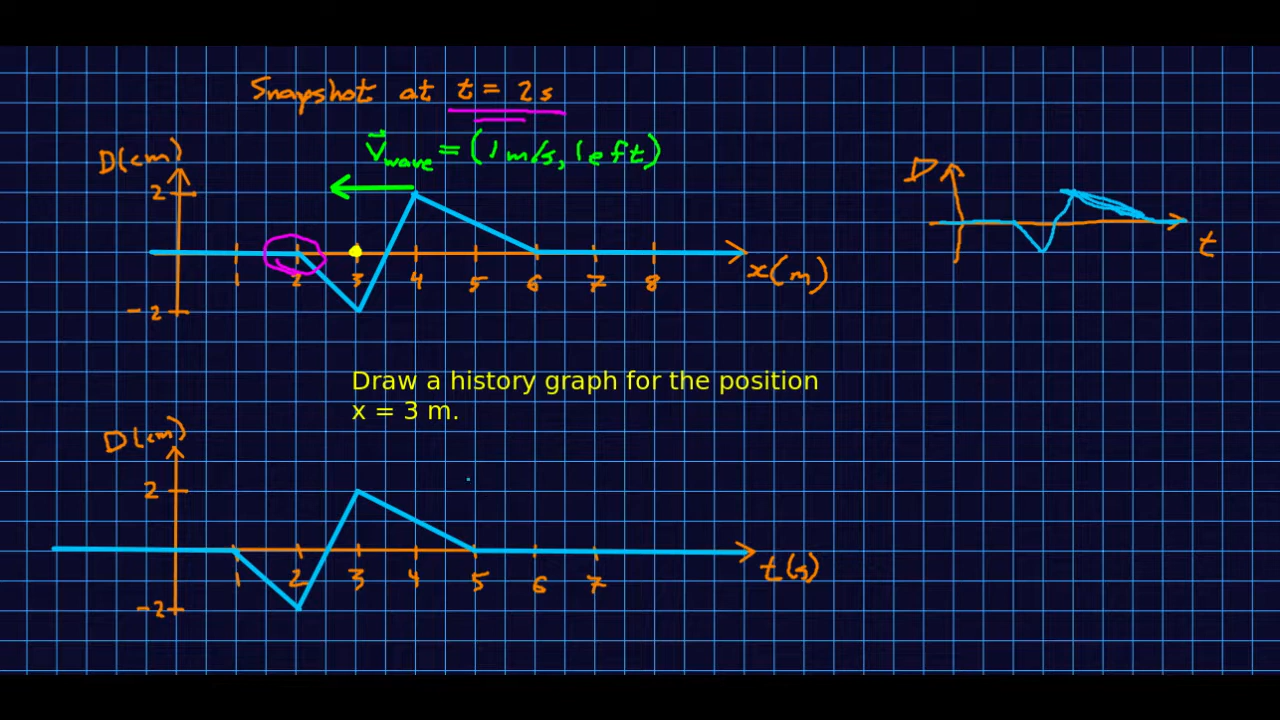 Snapshot at t = 2s
V wave = (1 m/s, left)
D(cm)
2
1 2 3 4 5 6 7 8
x(m)
-2
D
t
Draw a history graph for the position
x = 3 m.
D(cm)
2
1 2 3 4 5 6 7
t(s)
-2